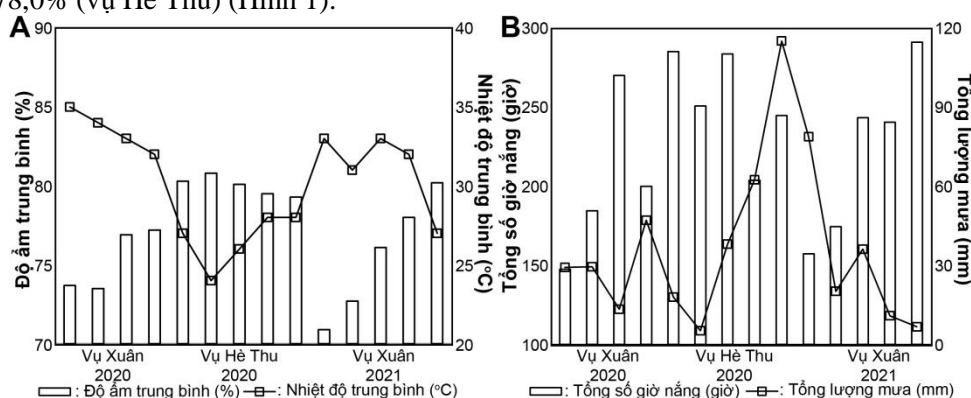 78,0% (Vụ Hè Thu) (Hình 1).
A
B
90
85
80
75
70
Độ ẩm trung bình (%)
40
35
30
25
20
Nhiệt độ trung bình (°C)
Vụ Xuân
2020
Vụ Hè Thu
2020
Vụ Xuân
2021
: Độ ẩm trung bình (%)
: Nhiệt độ trung bình (°C)
300
250
200
150
100
Tổng số giờ nắng (giờ)
120
90
60
30
0
Tổng lượng mưa (mm)
Vụ Xuân
2020
Vụ Hè Thu
2020
Vụ Xuân
2021
: Tổng số giờ nắng (giờ)
: Tổng lượng mưa (mm)